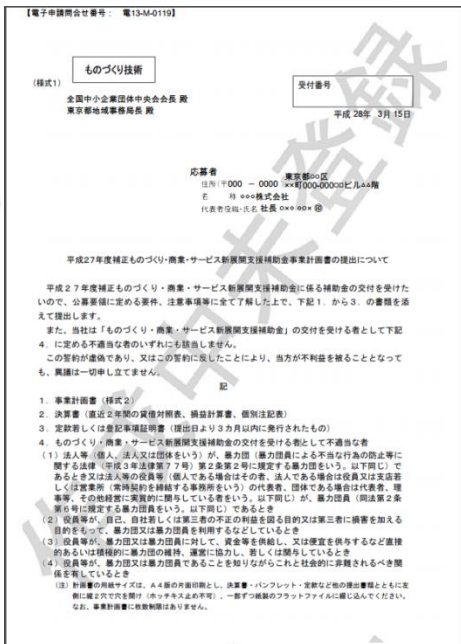 【電子申請問合せ番号： 電13-M-0119】
ものづくり技術
（様式1）
受付番号
全国中小企業団体中央会会長 殿
東京都地域事務局長 殿
平成 28年 3月 15日
応募者
住所（〒000 － 0000
東京都○○区
××町000-000○○ビル△△階
名 称 ○○○株式会社
代表者役職・氏名 社長 ○×○ ○○× ㊞
平成27年度補正ものづくり・商業・サービス新展開支援補助金事業計画書の提出について
平成２７年度補正ものづくり・商業・サービス新展開支援補助金に係る補助金の交付を受けた
いので、公募要領に定める要件、注意事項等に全て了解した上で、下記１．から３．の書類を添
えて提出します。
また、当社は「ものづくり・商業・サービス新展開支援補助金」の交付を受ける者として下記
４．に定める不適当な者のいずれにも該当しません。
この誓約が虚偽であり、又はこの誓約に反したことにより、当方が不利益を被ることとなって
も、異議は一切申し立てません。
記
１．事業計画書（様式２）
２．決算書（直近２年間の貸借対照表、損益計算書、個別注記表）
３．定款若しくは登記事項証明書（提出日より３カ月以内に発行されたもの）
４．ものづくり・商業・サービスの交付を受ける者として不適当な者
（１）法人等（個人、法人又は団体をいう）が、暴力団（暴力団員による不当な行為の防止等に
関する法律（平成３年法律第７７号）第２条第２号に規定する暴力団をいう。以下同じ）で
あるとき又は法人等の役員等（個人である場合はその者、法人である場合は役員又は支店若
しくは営業所（常時契約を締結する事務所をいう）の代表者、団体である場合は代表者、理
事等、その他経営に実質的に関与している者をいう。以下同じ）が、暴力団員（同法第２条
第６号に規定する暴力団員をいう。以下同じ）であるとき
（２）役員等が、自己、自社若しくは第三者の不正の利益を図る目的又は第三者に損害を加える
目的をもって、暴力団又は暴力団員を利用するなどしているとき
（３）役員等が、暴力団又は暴力団員に対して、資金等を供給し、又は便宜を供与するなど直接
的あるいは積極的に暴力団の維持、運営に協力し、若しくは関与しているとき
（４）役員等が、暴力団又は暴力団員であることを知りながらこれと社会的に非難されるべき関
係を有しているとき
（注）計画書の用紙サイズは、Ａ４版の片面印刷とし、決算書・パンフレット・定款など他の提出書類とともに左
側に縦２穴で穴を開け（ホッチキス止め不可）、一部ずつ紙製のフラットファイルに綴じ込んでください。
なお、事業計画書に枚数制限はありません。
作成中未登録